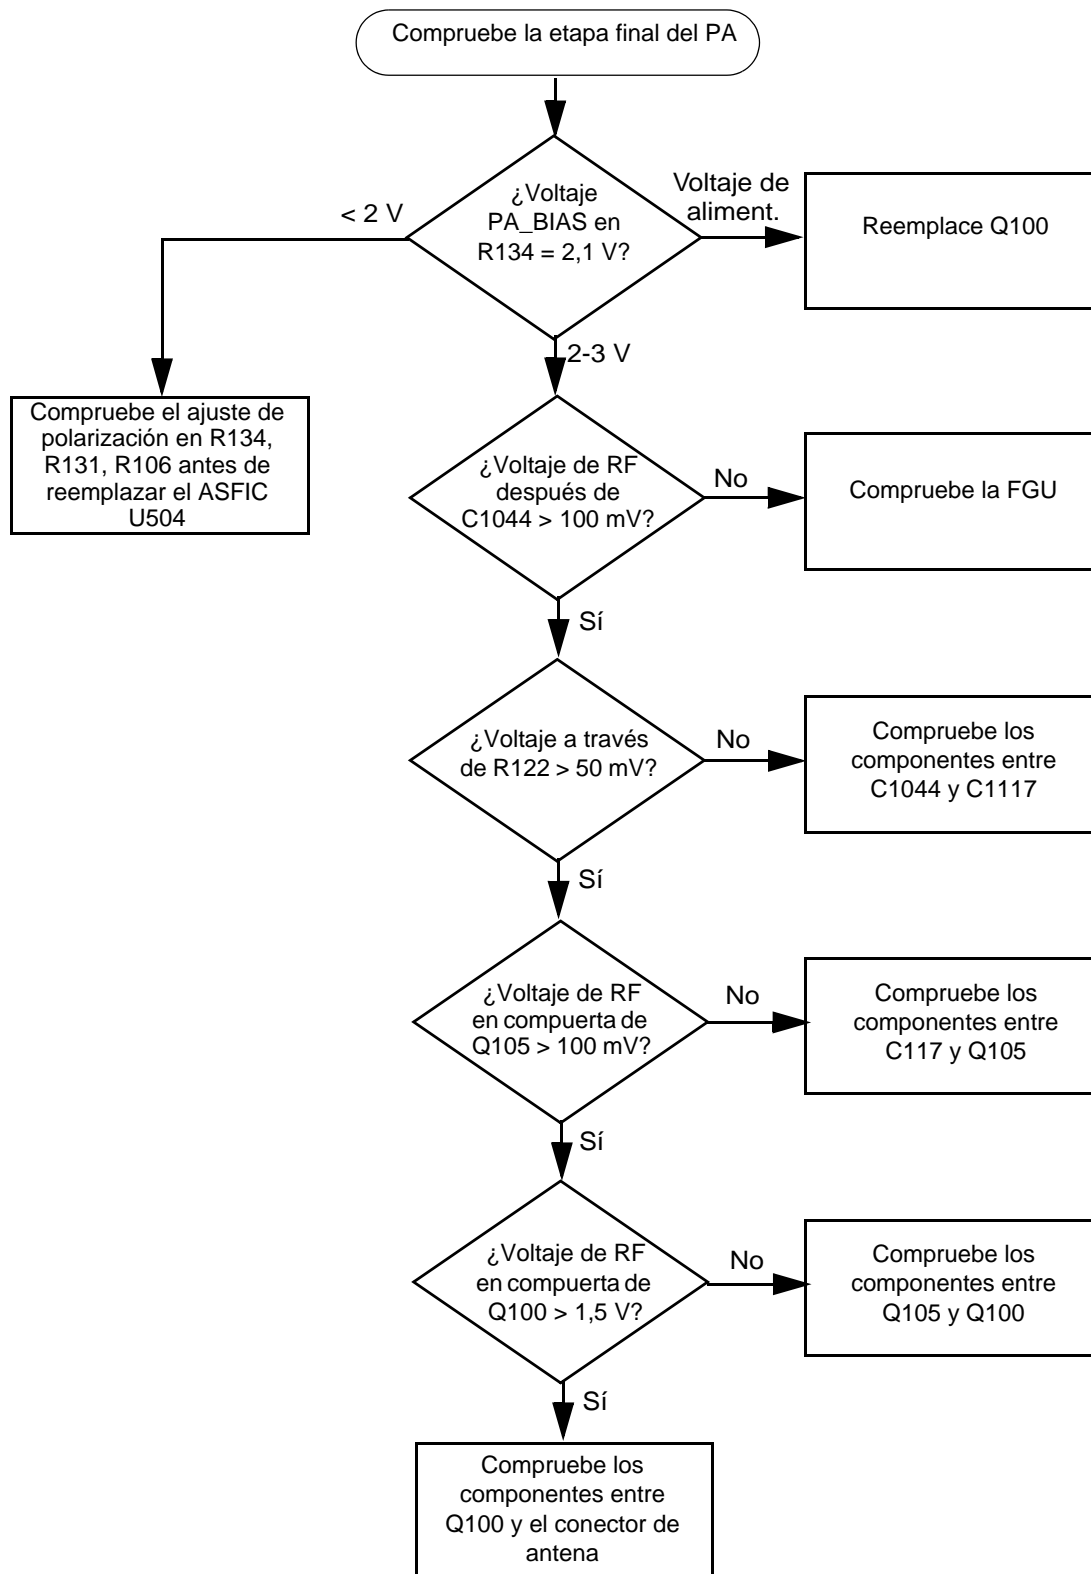 Compruebe la etapa final del PA
¿Voltaje
PA_BIAS en
R134 = 2,1 V?
< 2 V
Voltaje de
aliment.
Reemplace Q100
2-3 V
Compruebe el ajuste de
polarización en R134,
R131, R106 antes de
reemplazar el ASFIC
U504
¿Voltaje de RF
después de
C1044 > 100 mV?
No
Compruebe la FGU
Sí
¿Voltaje a través
de R122 > 50 mV?
No
Compruebe los
componentes entre
C1044 y C1117
Sí
¿Voltaje de RF
en compuerta de
Q105 > 100 mV?
No
Compruebe los
componentes entre
C117 y Q105
Sí
¿Voltaje de RF
en compuerta de
Q100 > 1,5 V?
No
Compruebe los
componentes entre
Q105 y Q100
Sí
Compruebe los
componentes entre
Q100 y el conector de
antena